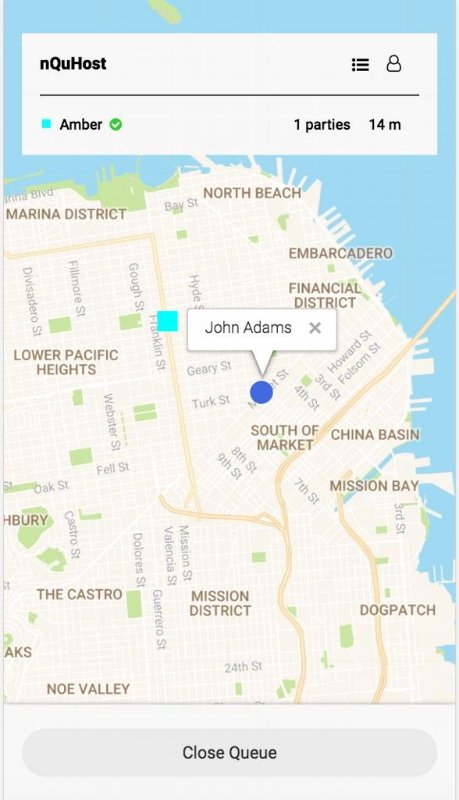 nQuHost
Amber 1 parties 14 m
arina Blvd
Bay St
NORTH BEACH
MARINA DISTRICT
EMBARCADERO
FINANCIAL
DISTRICT
Divisadero St
Fillmore St
Gough St
Franklin St
Hyde S
John Adams ×
LOWER PACIFIC
HEIGHTS
Geary St
Howard St
Folsom St
3rd St
4th St
Turk St
Webster St
SOUTH OF
MARKET
CHINA BASIN
8th St
9th St
Fell St
7th St
Oak St
MISSION BAY
HBURY
Castro St
3rd St
Dolores St
Valencia St
Mission St
Guerrero St
THE CASTRO
MISSION
DISTRICT
DOGPATCH
AKS
24th St
NOE VALLEY
Close Queue